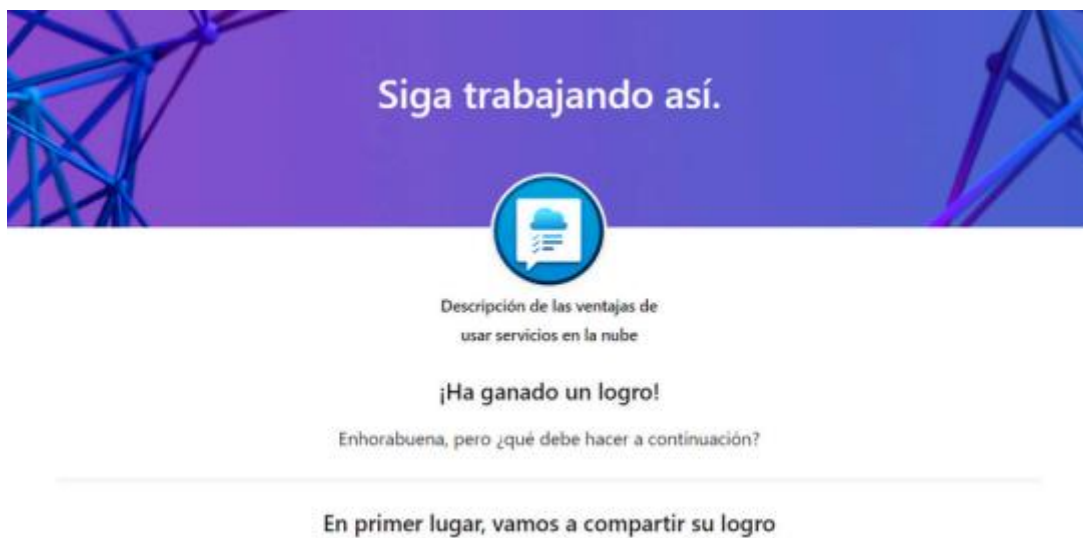 Siga trabajando así.
Descripción de las ventajas de
usar servicios en la nube
¡Ha ganado un logro!
Enhorabuena, pero ¿qué debe hacer a continuación?
En primer lugar, vamos a compartir su logro